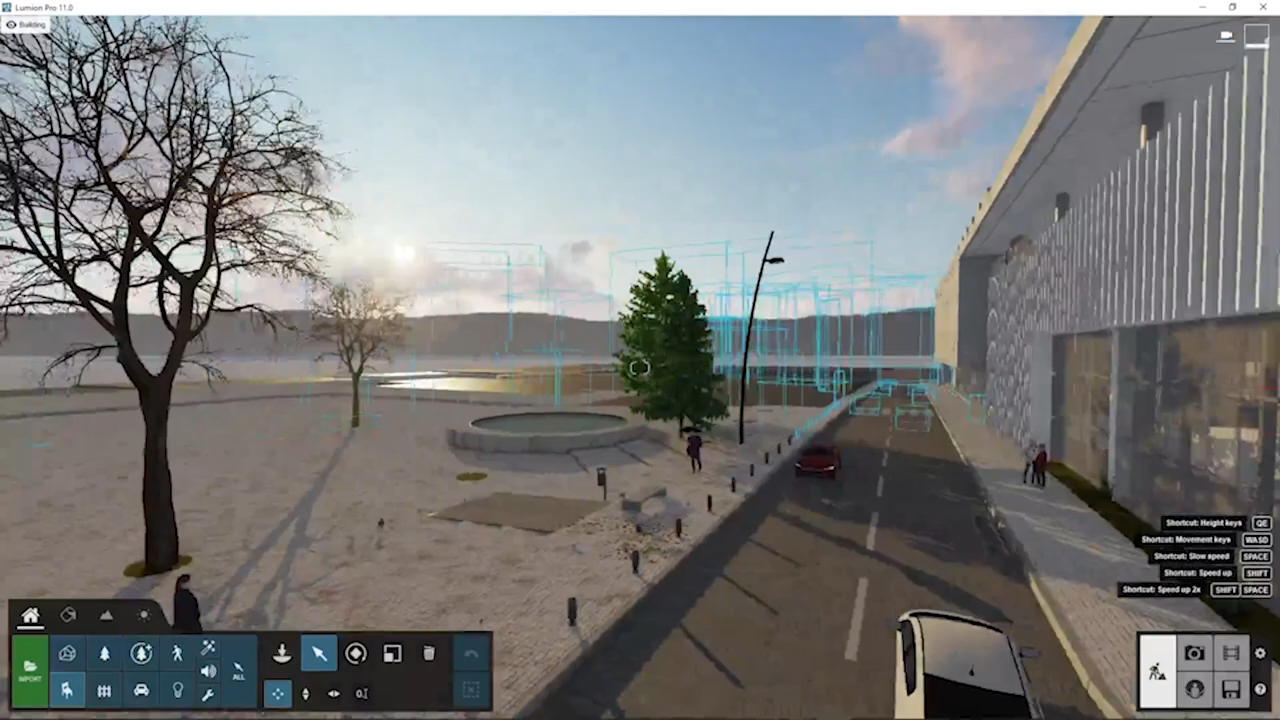 Lumion Pro 11.0
Building
Shortcut: Height keys QE
Shortcut: Movement keys WASD
Shortcut: Slow speed SPACE
Shortcut: Speed up SHIFT
Shortcut: Speed up 2x SHIFT SPACE
IMPORT
ALL